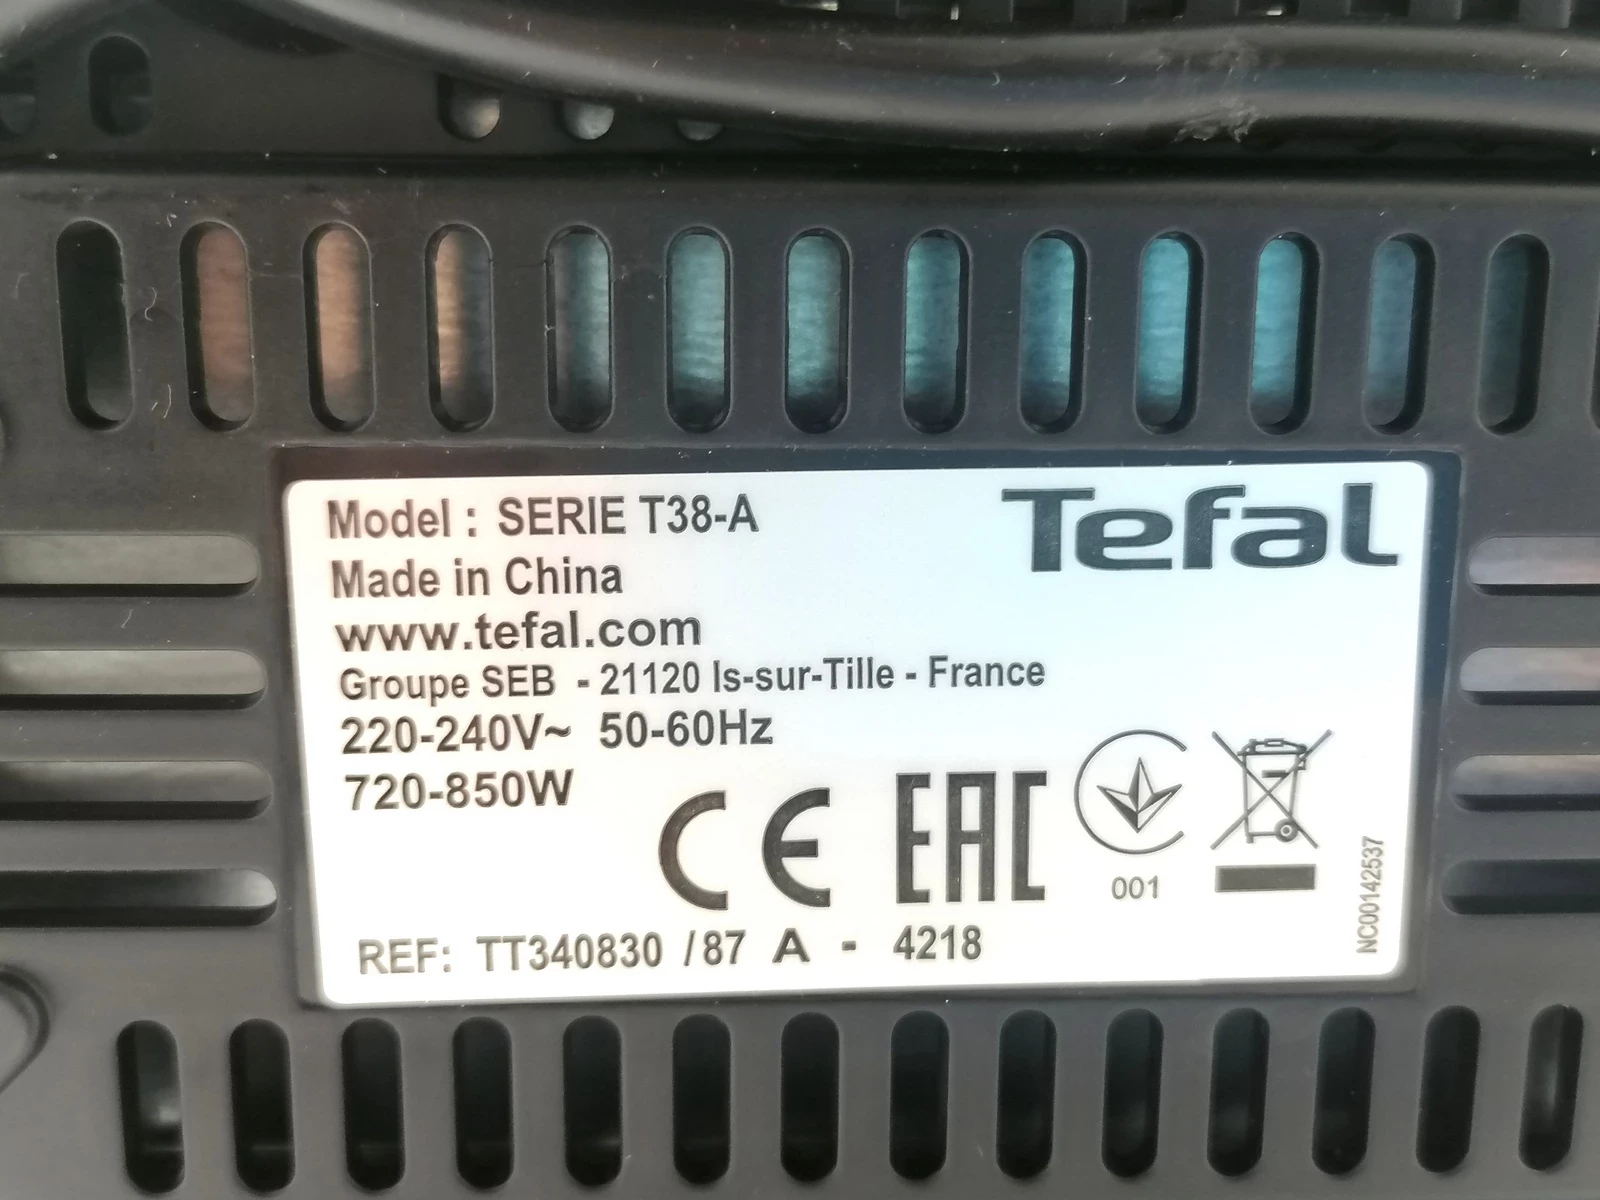 Tefal
Model : SERIE T38-A
Made in China
www.tefal.com
Groupe SEB - 21120 Is-sur-Tille - France
220-240V~ 50-60Hz
720-850W
CE EAC
001
NC00142537
REF: TT340830 /87 A - 4218